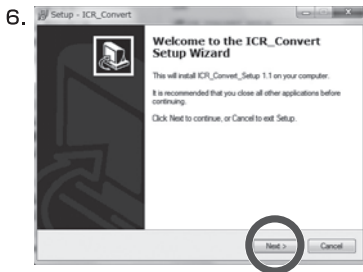 6.
Setup - ICR_Convert
Welcome to the ICR_Convert
Setup Wizard
This will install ICR_Convert_Setup 1.1 on your computer.
It is recommended that you close all other applications before
continuing.
Click Next to continue, or Cancel to exit Setup.
Next >
Cancel